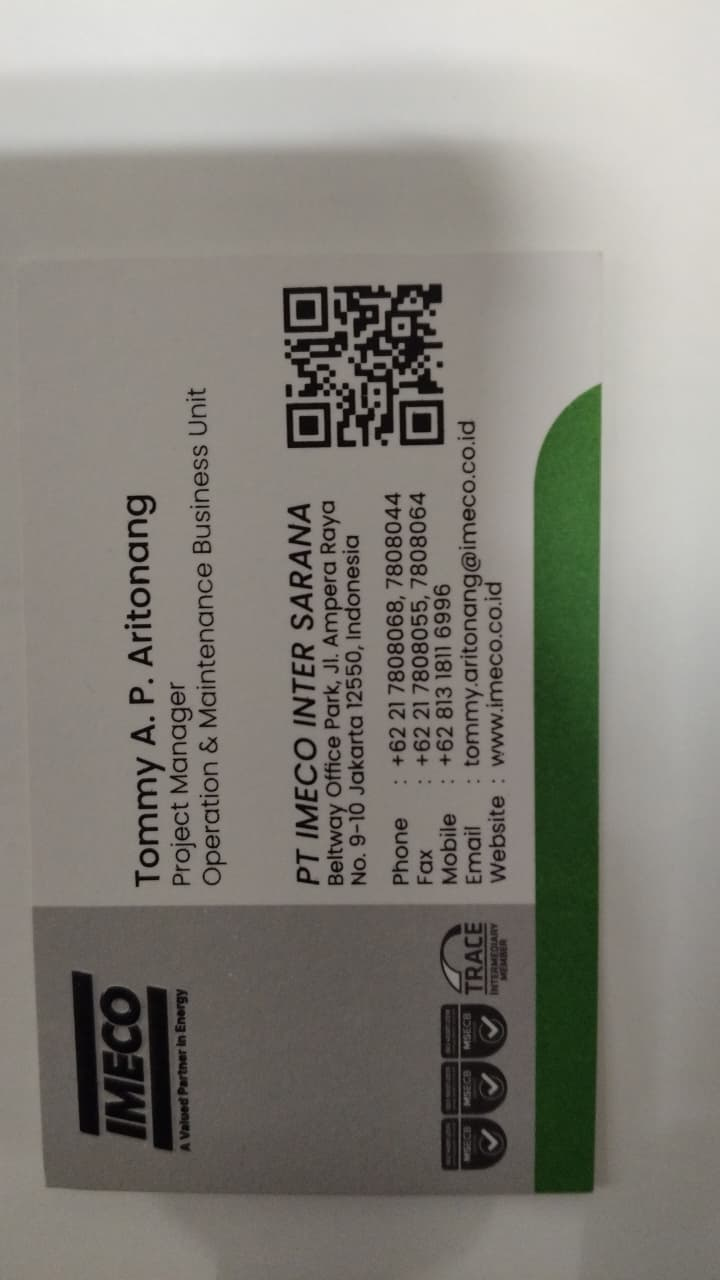 IMECO
A Valued Partner in Energy
Tommy A. P. Aritonang
Project Manager
Operation & Maintenance Business Unit
PT IMECO INTER SARANA
Beltway Office Park, Jl. Ampera Raya
No. 9-10 Jakarta 12550, Indonesia
Phone : +62 21 7808068, 7808044
Fax : +62 21 7808055, 7808064
Mobile : +62 813 1811 6996
Email : tommy.aritonang@imeco.co.id
Website : www.imeco.co.id
MSECB
MSECB
MSECB
TRACE
INTERMEDIARY
MEMBER